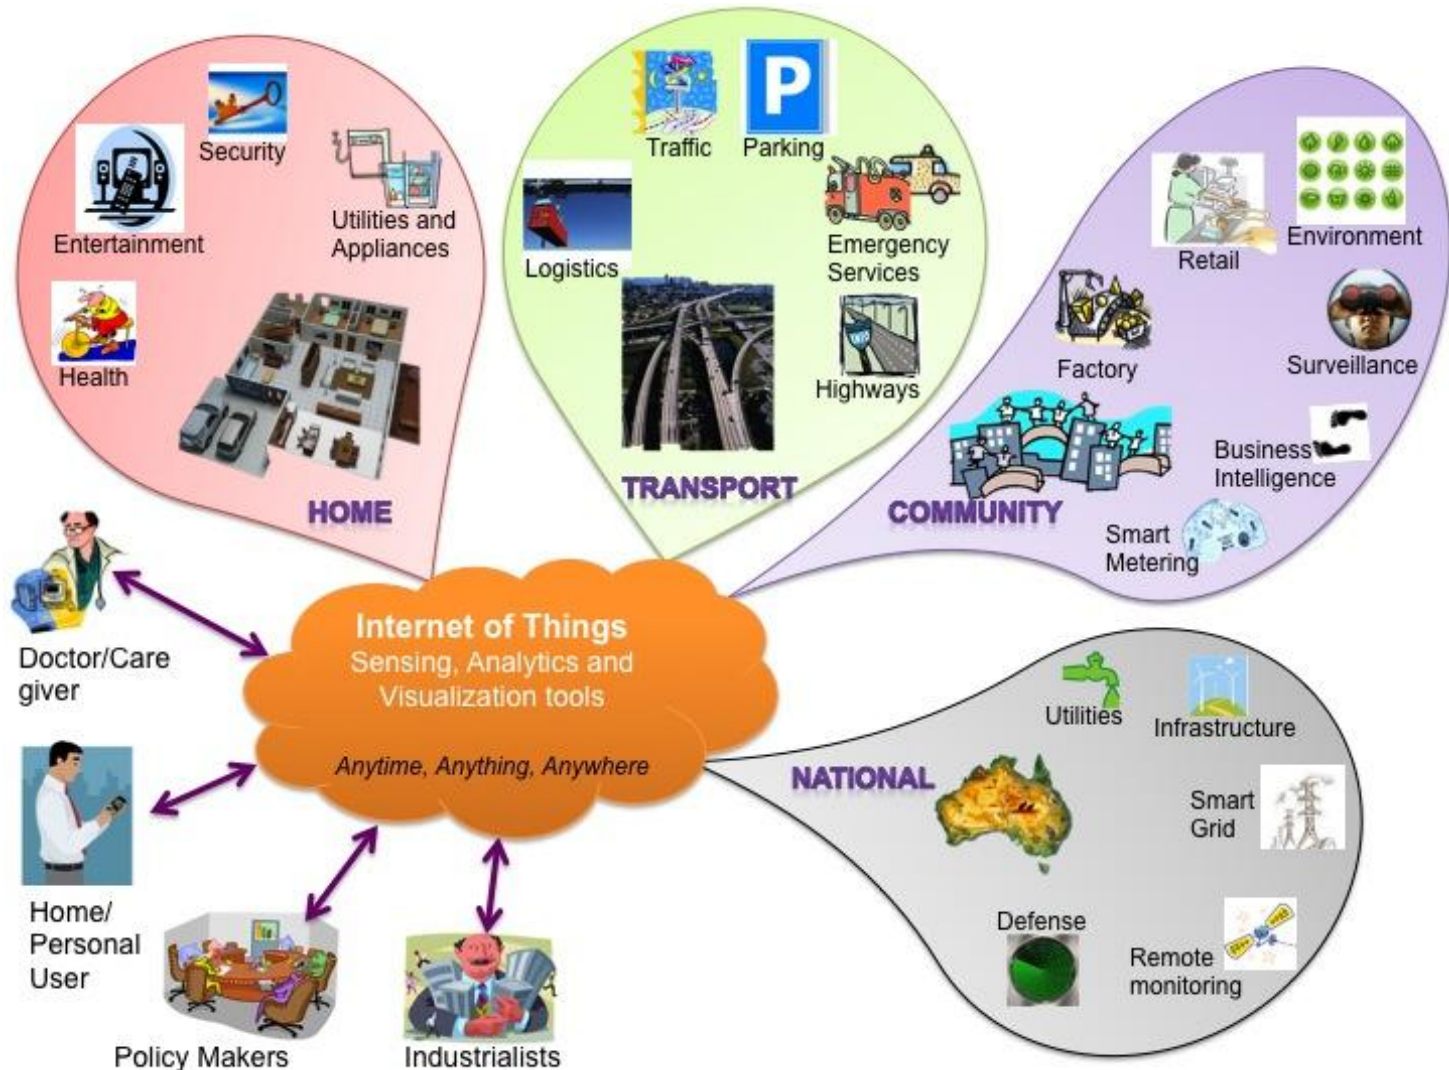 Security
Entertainment
Utilities and
Appliances
Health
HOME
Traffic
P
Parking
Logistics
Emergency
Services
Highways
TRANSPORT
Retail
Environment
Factory
Surveillance
Business
Intelligence
Smart
Metering
COMMUNITY
Internet of Things
Sensing, Analytics and
Visualization tools
Anytime, Anything, Anywhere
Doctor/Care
giver
Home/
Personal
User
Policy Makers
Industrialists
NATIONAL
Utilities
Infrastructure
Smart
Grid
Defense
Remote
monitoring